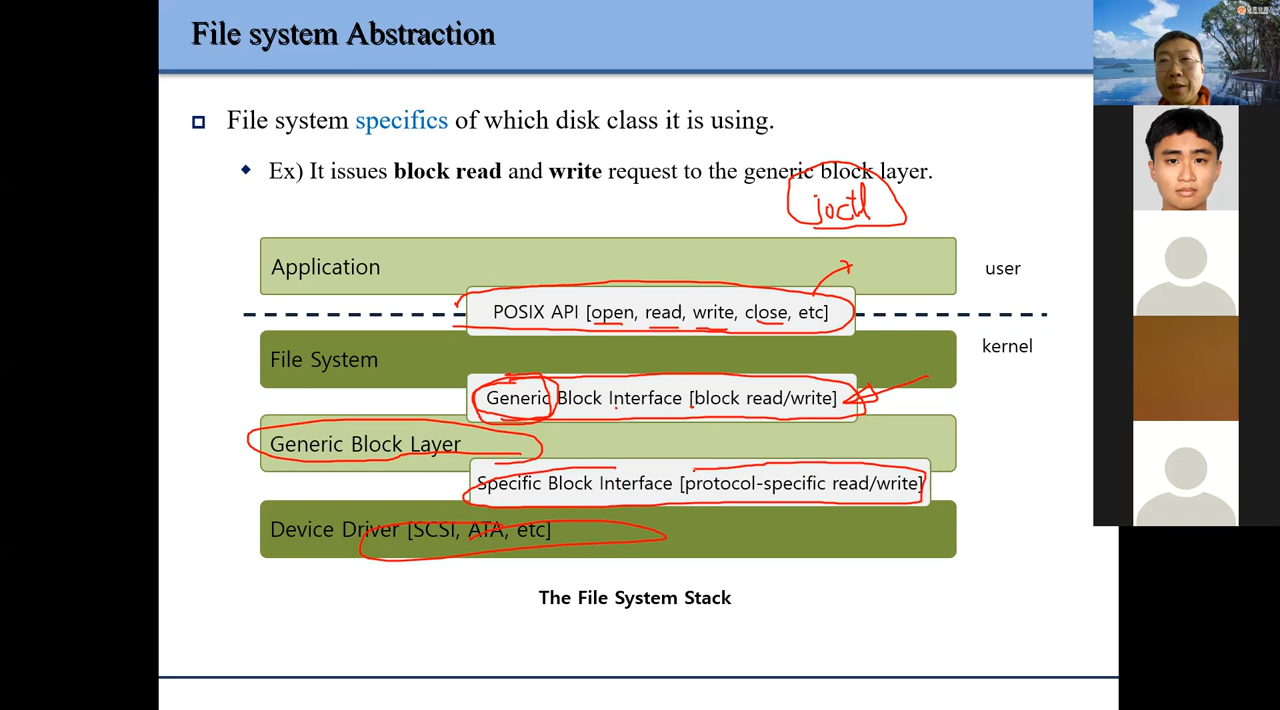 File system Abstraction
File system specifics of which disk class it is using.
Ex) It issues block read and write request to the generic block layer.
ioctl
Application
user
POSIX API [open, read, write, close, etc]
File System
kernel
Generic Block Interface [block read/write]
Generic Block Layer
Specific Block Interface [protocol-specific read/write]
Device Driver [SCSI, ATA, etc]
The File System Stack